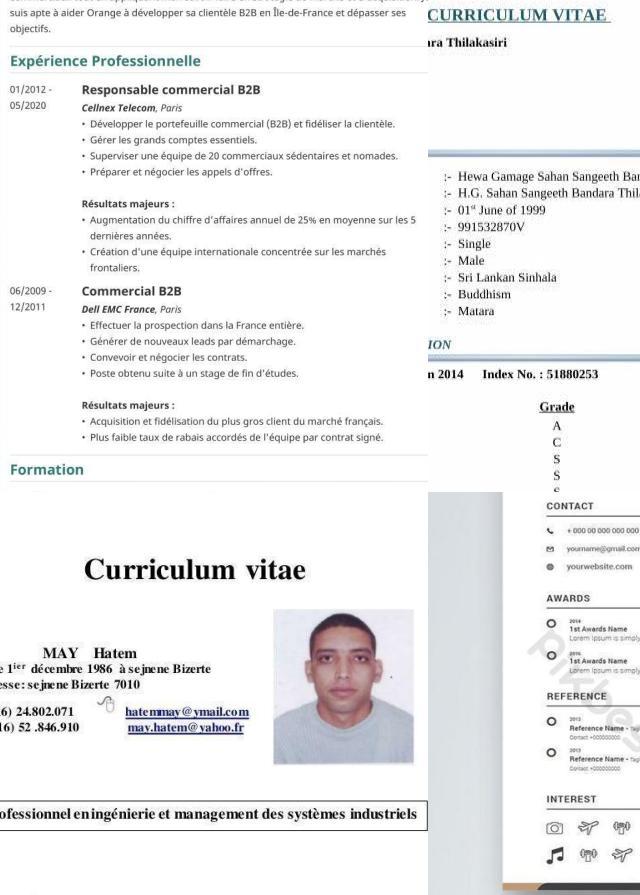 suis apte à aider Orange à développer sa clientèle B2B en Île-de-France et dépasser ses
objectifs.
Expérience Professionnelle
01/2012 -
05/2020
Responsable commercial B2B
Cellnex Telecom, Paris
• Développer le portefeuille commercial (B2B) et fidéliser la clientèle.
• Gérer les grands comptes essentiels.
• Superviser une équipe de 20 commerciaux sédentaires et nomades.
• Préparer et négocier les appels d'offres.
Résultats majeurs :
• Augmentation du chiffre d'affaires annuel de 25% en moyenne sur les 5
dernières années.
• Création d'une équipe internationale concentrée sur les marchés
frontaliers.
06/2009 -
12/2011
Commercial B2B
Dell EMC France, Paris
• Effectuer la prospection dans la France entière.
• Générer de nouveaux leads par démarchage.
• Convevoir et négocier les contrats.
• Poste obtenu suite à un stage de fin d'études.
Résultats majeurs :
• Acquisition et fidélisation du plus gros client du marché français.
• Plus faible taux de rabais accordés de l'équipe par contrat signé.
Formation
CURRICULUM VITAE
ara Thilakasiri
:- Hewa Gamage Sahan Sangeeth Ban
:- H.G. Sahan Sangeeth Bandara Thil
:- 01st June of 1999
:- 991532870V
:- Single
:- Male
:- Sri Lankan Sinhala
:- Buddhism
:- Matara
ION
n 2014 Index No. : 51880253
Grade
A
C
S
S
Curriculum vitae
MAY Hatem
e 1ier décembre 1986 à sejnene Bizerte
esse: sejnene Bizerte 7010
6) 24.802.071 hatemmay@ymail.com
16) 52 .846.910 may.hatem@yahoo.fr
ofessionnel en ingénierie et management des systèmes industriels
CONTACT
+ 000 00 000 000 000
yourname@gmail.com
yourwebsite.com
AWARDS
2014
1st Awards Name
Lorem Ipsum is simply
2016
1st Awards Name
Lorem Ipsum is simply
REFERENCE
2013
Reference Name - Tagl
Contact +000000000
2013
Reference Name - Tagl
Contact +000000000
INTEREST